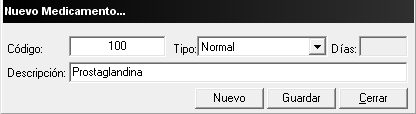 Nuevo Medicamento...
Código: 100 Tipo: Normal Días:
Descripción: Prostaglandina
Nuevo Guardar Cerrar